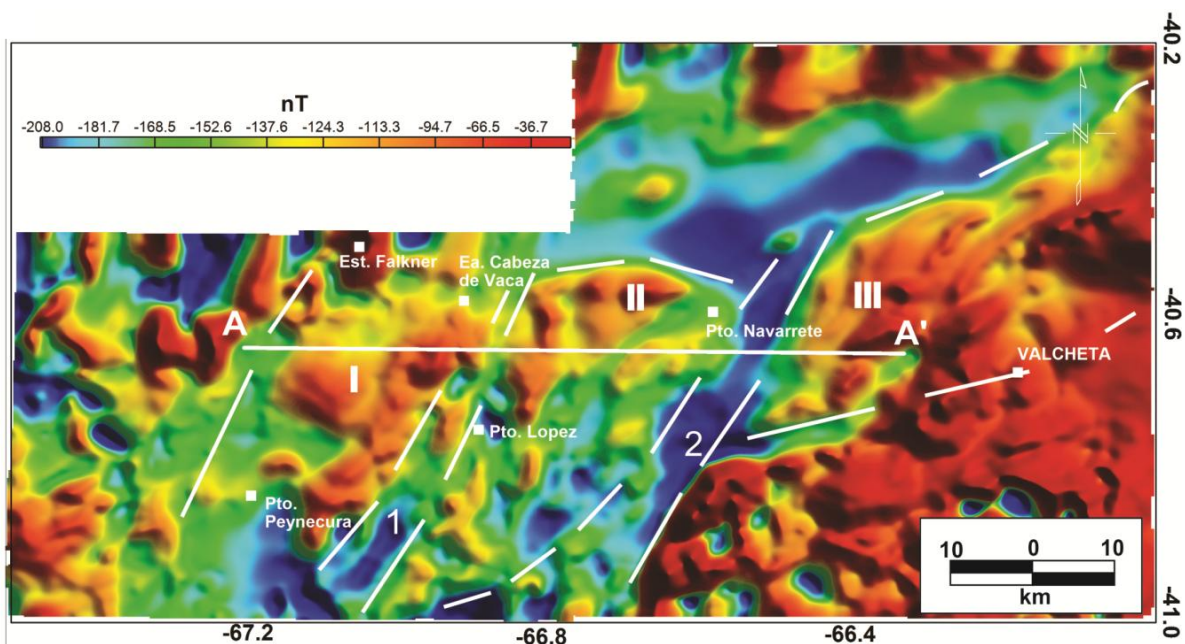 -40.2
nT
-208.0 -181.7 -168.5 -152.6 -137.6 -124.3 -113.3 -94.7 -66.5 -36.7
N
Est. Falkner
Ea. Cabeza
de Vaca
II
III
Pto. Navarrete
-40.6
A
A'
I
VALCHETA
Pto. Lopez
2
Pto.
Peynecura
1
10 0 10
km
-41.0
-67.2 -66.8 -66.4